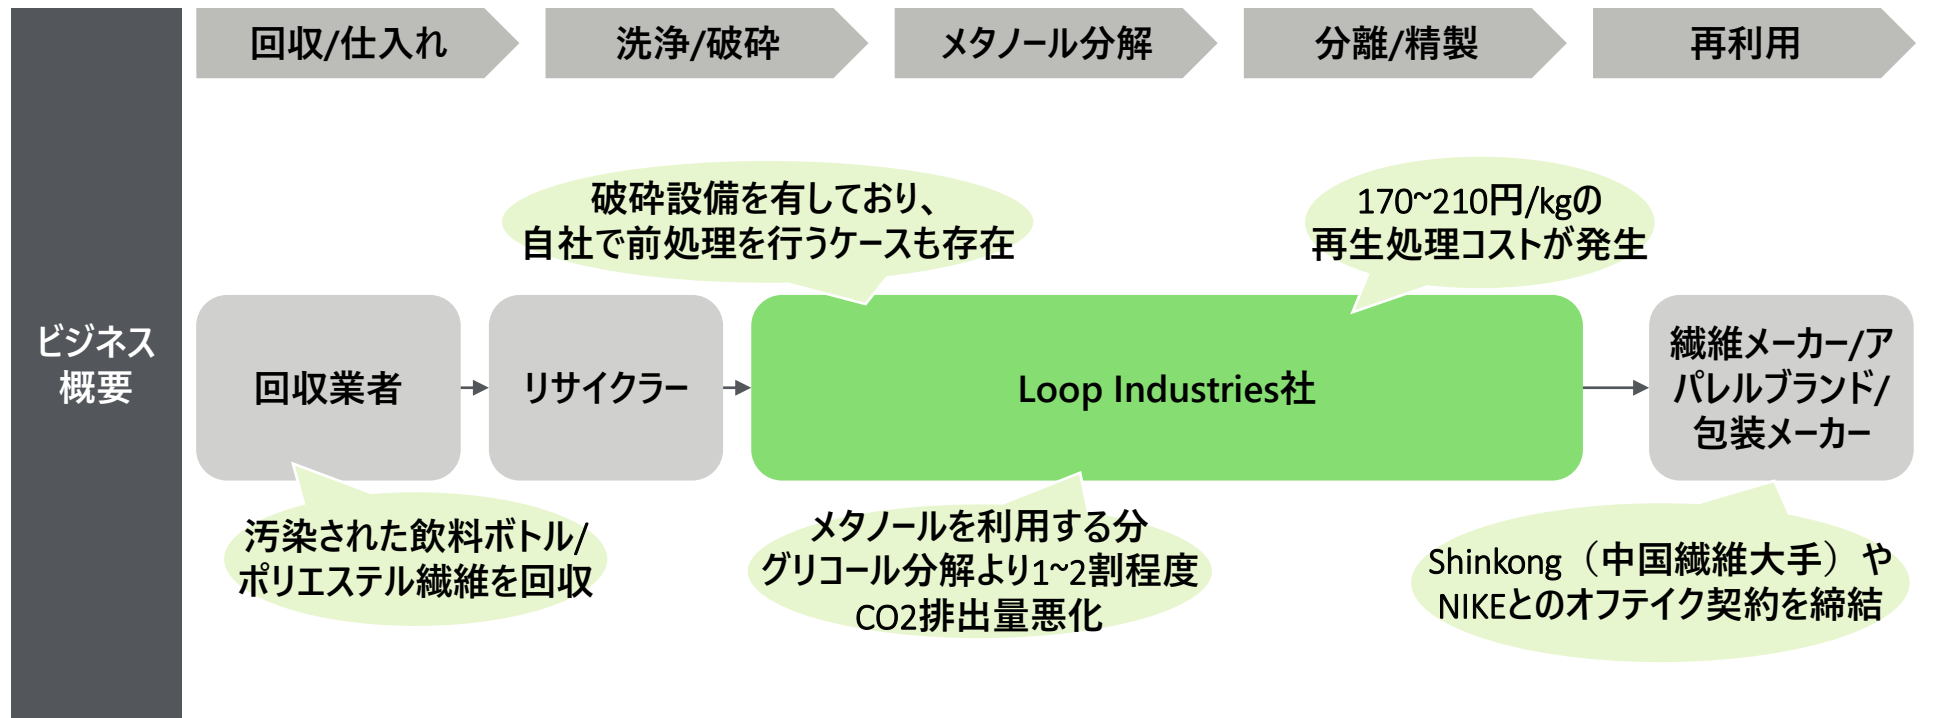 回収/仕入れ
洗浄/破砕
メタノール分解
分離/精製
再利用
ビジネス
概要
破砕設備を有しており、
自社で前処理を行うケースも存在
170~210円/kgの
再生処理コストが発生
回収業者
リサイクラー
Loop Industries社
繊維メーカー/ア
パレルブランド/
包装メーカー
汚染された飲料ボトル/
ポリエステル繊維を回収
メタノールを利用する分
グリコール分解より1~2割程度
CO2排出量悪化
Shinkong（中国繊維大手）や
NIKEとのオフテイク契約を締結